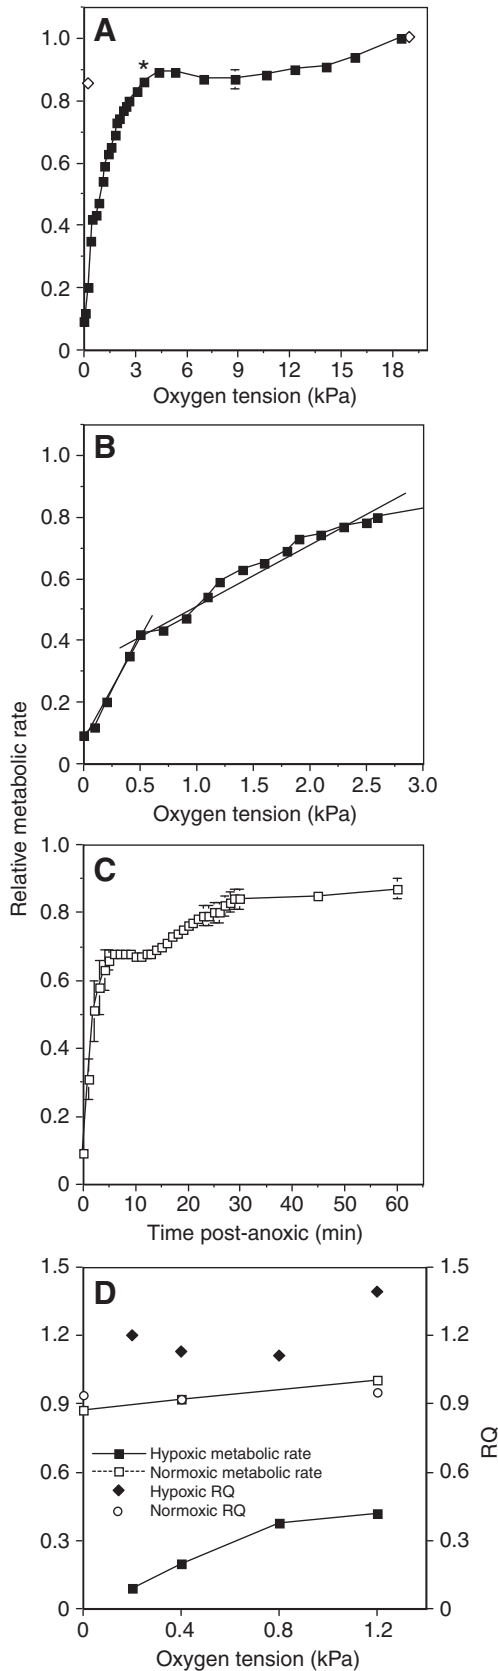 A
*
1.0
0.8
0.6
0.4
0.2
0
0 3 6 9 12 15 18
Oxygen tension (kPa)
B
1.0
0.8
0.6
0.4
0.2
0
0 0.5 1.0 1.5 2.0 2.5 3.0
Oxygen tension (kPa)
Relative metabolic rate
C
1.0
0.8
0.6
0.4
0.2
0
0 10 20 30 40 50 60
Time post-anoxic (min)
D
1.5 1.5
1.2 1.2
0.9 0.9
0.6 0.6
0.3 0.3
0 0
RQ
Hypoxic metabolic rate
Normoxic metabolic rate
Hypoxic RQ
Normoxic RQ
0 0.4 0.8 1.2
Oxygen tension (kPa)